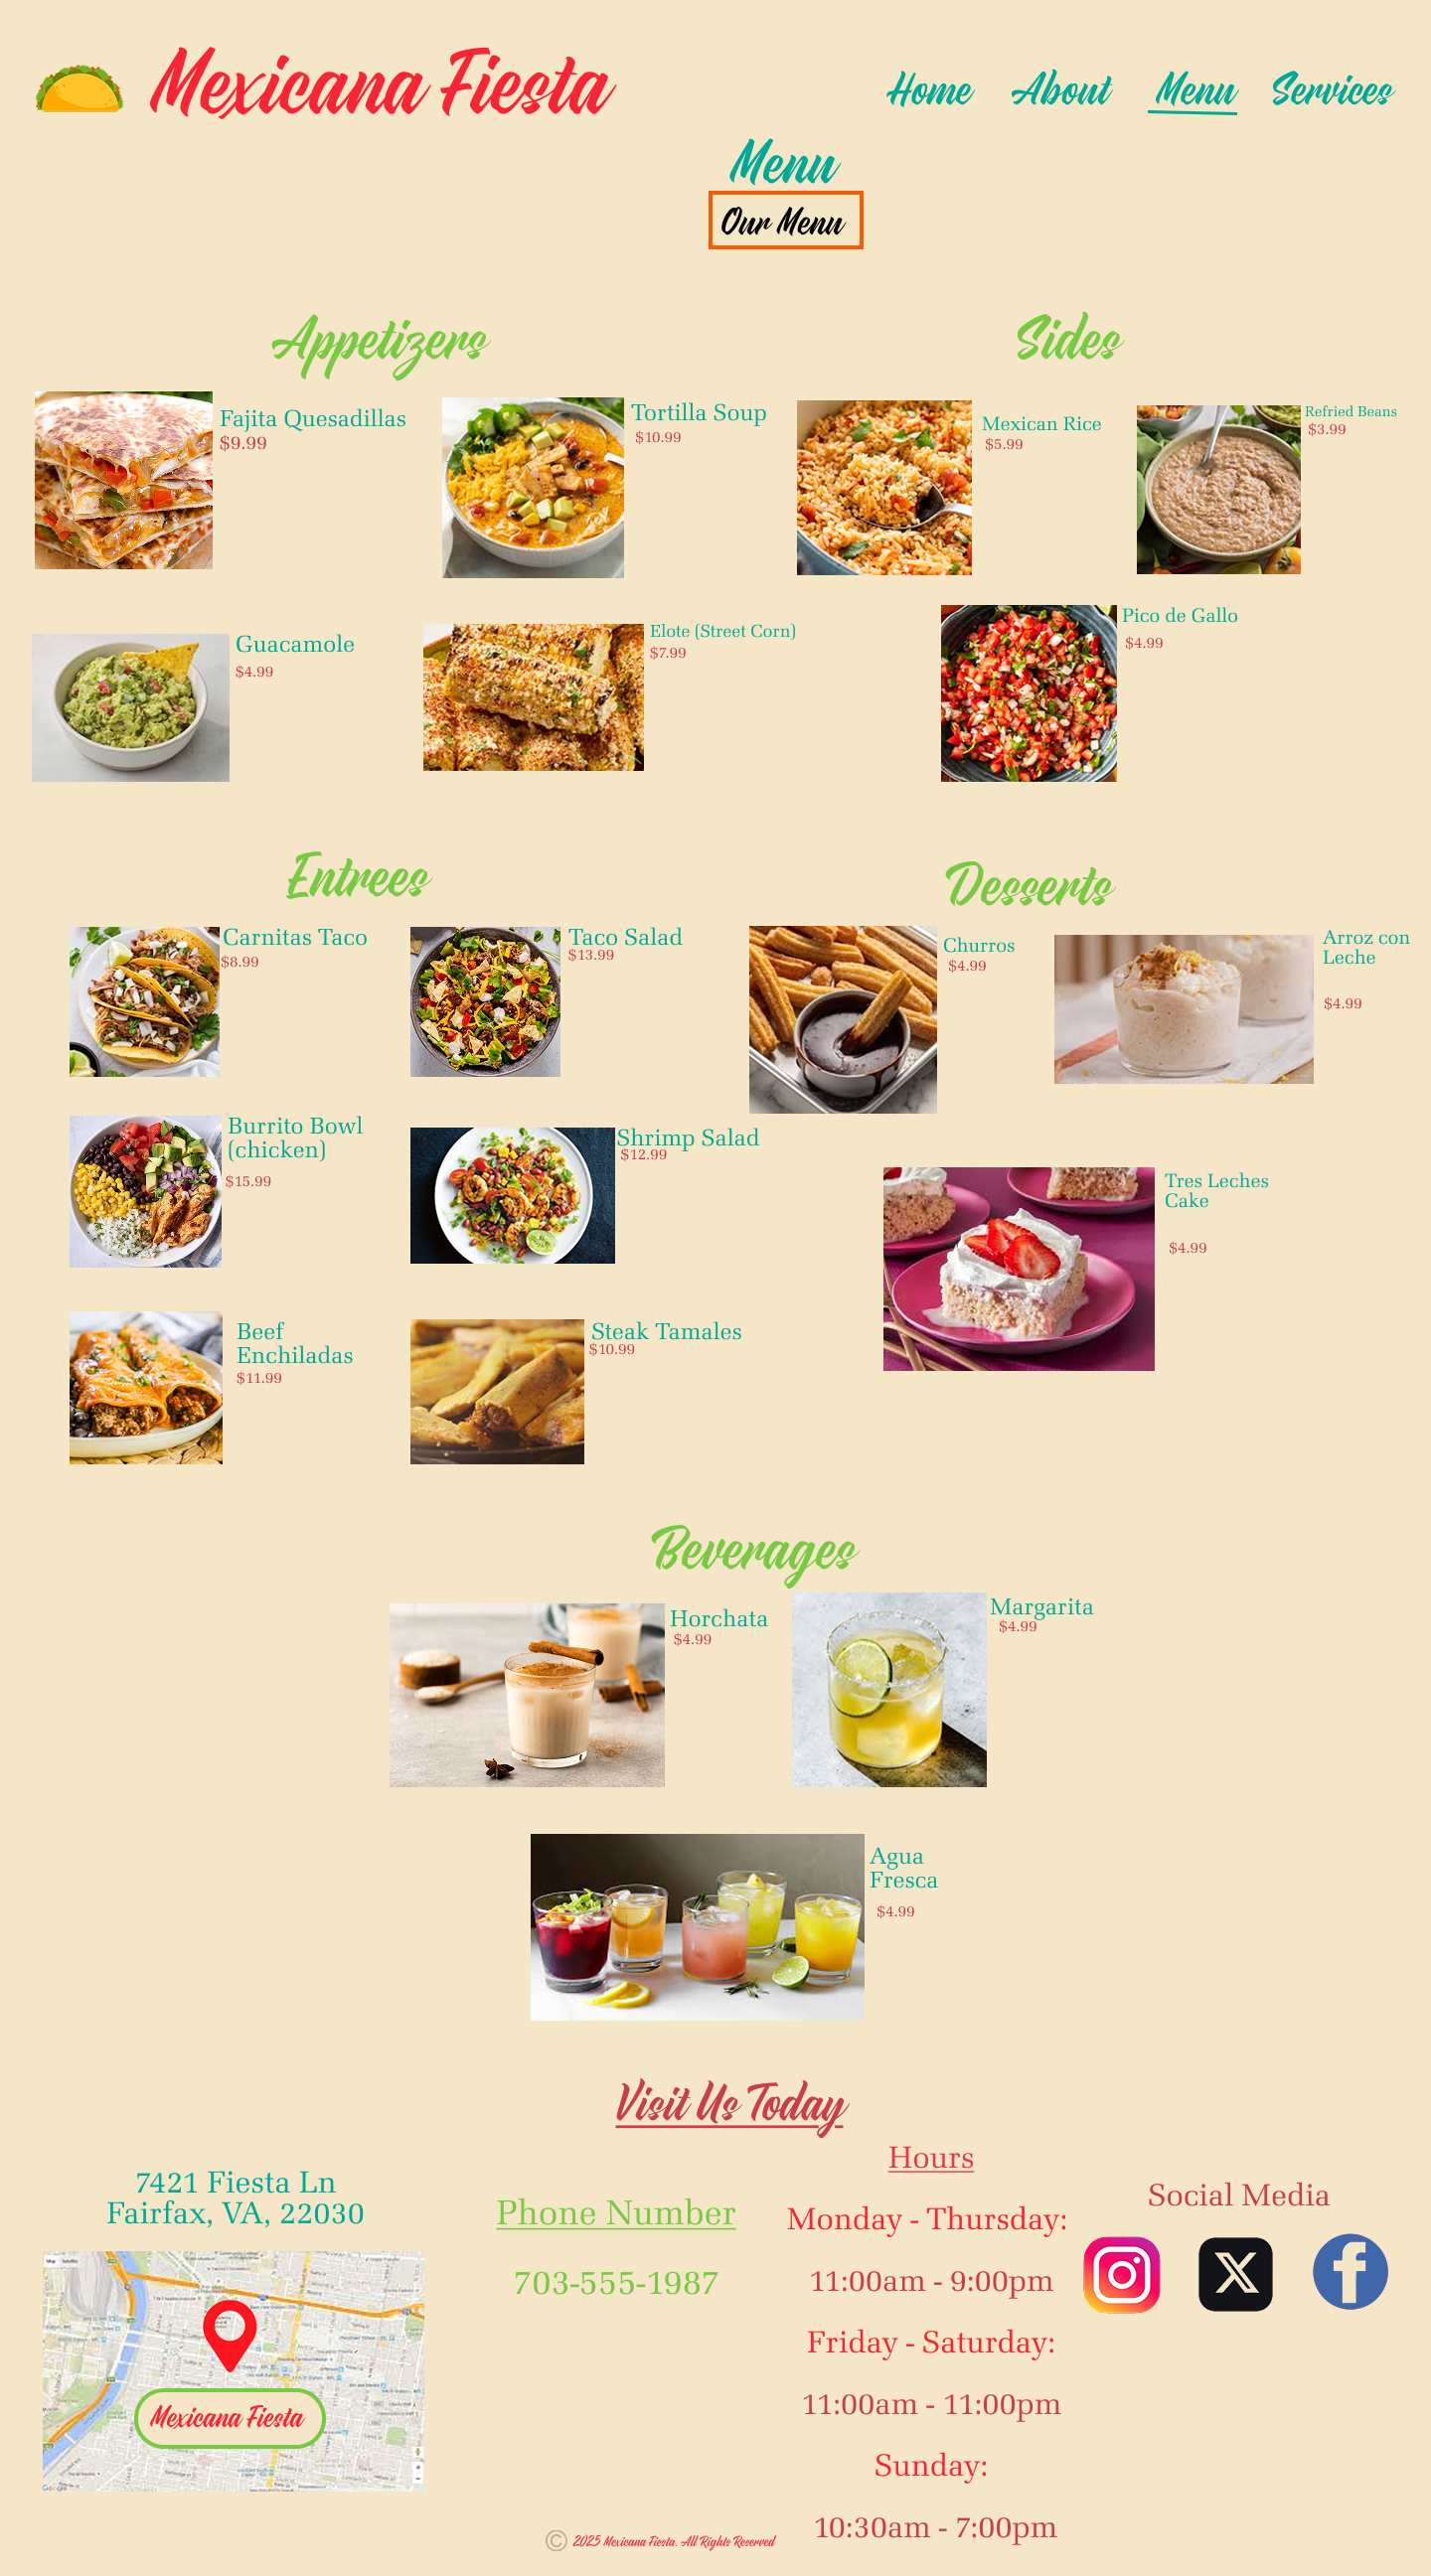 Mexicana Fiesta
Home
About
Menu
Services
Menu
Our Menu
Appetizers
Fajita Quesadillas
$9.99
Tortilla Soup
$10.99
Guacamole
$4.99
Elote (Street Corn)
$7.99
Sides
Mexican Rice
$5.99
Refried Beans
$3.99
Pico de Gallo
$4.99
Entrees
Carnitas Taco
$8.99
Taco Salad
$13.99
Burrito Bowl
(chicken)
$15.99
Shrimp Salad
$12.99
Beef
Enchiladas
$11.99
Steak Tamales
$10.99
Desserts
Churros
$4.99
Arroz con
Leche
$4.99
Tres Leches
Cake
$4.99
Beverages
Horchata
$4.99
Margarita
$4.99
Agua
Fresca
$4.99
Visit Us Today
7421 Fiesta Ln
Fairfax, VA, 22030
Mexicana Fiesta
Google
Phone Number
703-555-1987
Hours
Monday - Thursday:
11:00am - 9:00pm
Friday - Saturday:
11:00am - 11:00pm
Sunday:
10:30am - 7:00pm
Social Media
© 2025 Mexicana Fiesta. All Rights Reserved